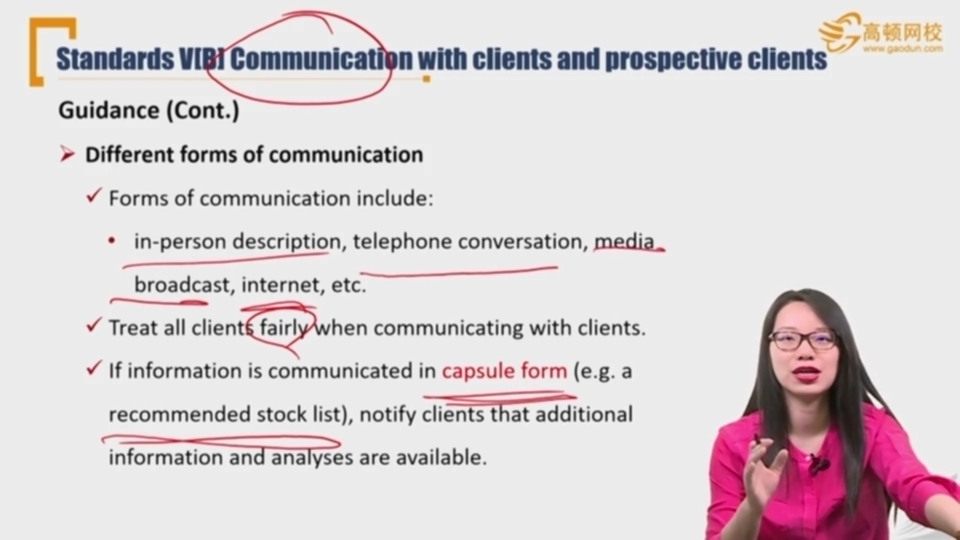 高顿网校
www.gaodun.com
Standards V[B] Communication with clients and prospective clients
Guidance (Cont.)
Different forms of communication
Forms of communication include:
in-person description, telephone conversation, media
broadcast, internet, etc.
Treat all clients fairly when communicating with clients.
If information is communicated in capsule form (e.g. a
recommended stock list), notify clients that additional
information and analyses are available.